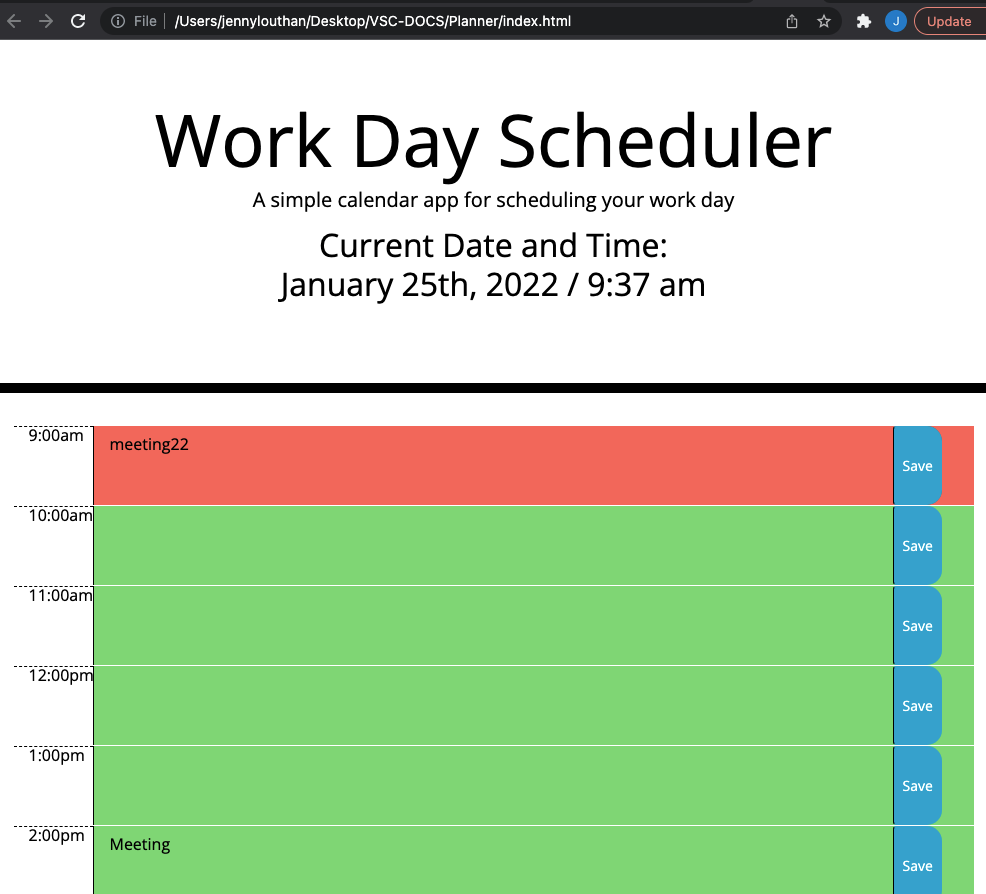 File | /Users/jennylouthan/Desktop/VSC-DOCS/Planner/index.html J Update
Work Day Scheduler
A simple calendar app for scheduling your work day
Current Date and Time:
January 25th, 2022 / 9:37 am
9:00am meeting22 Save
10:00am Save
11:00am Save
12:00pm Save
1:00pm Save
2:00pm Meeting Save